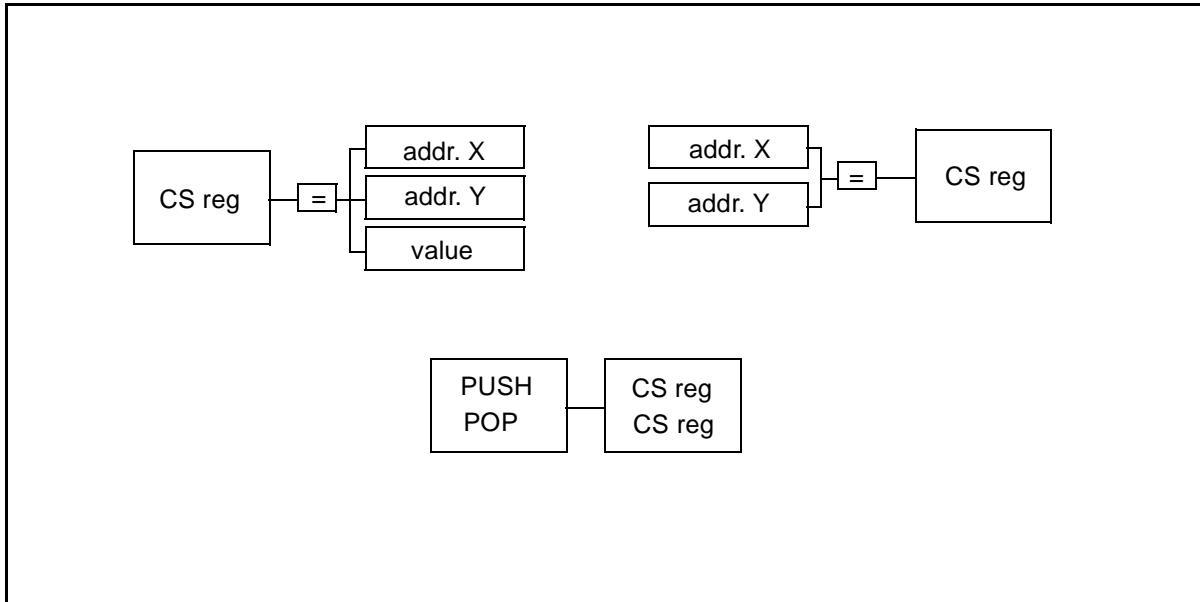 CS reg
=
addr. X
addr. Y
value
addr. X
addr. Y
=
CS reg
PUSH
POP
CS reg
CS reg